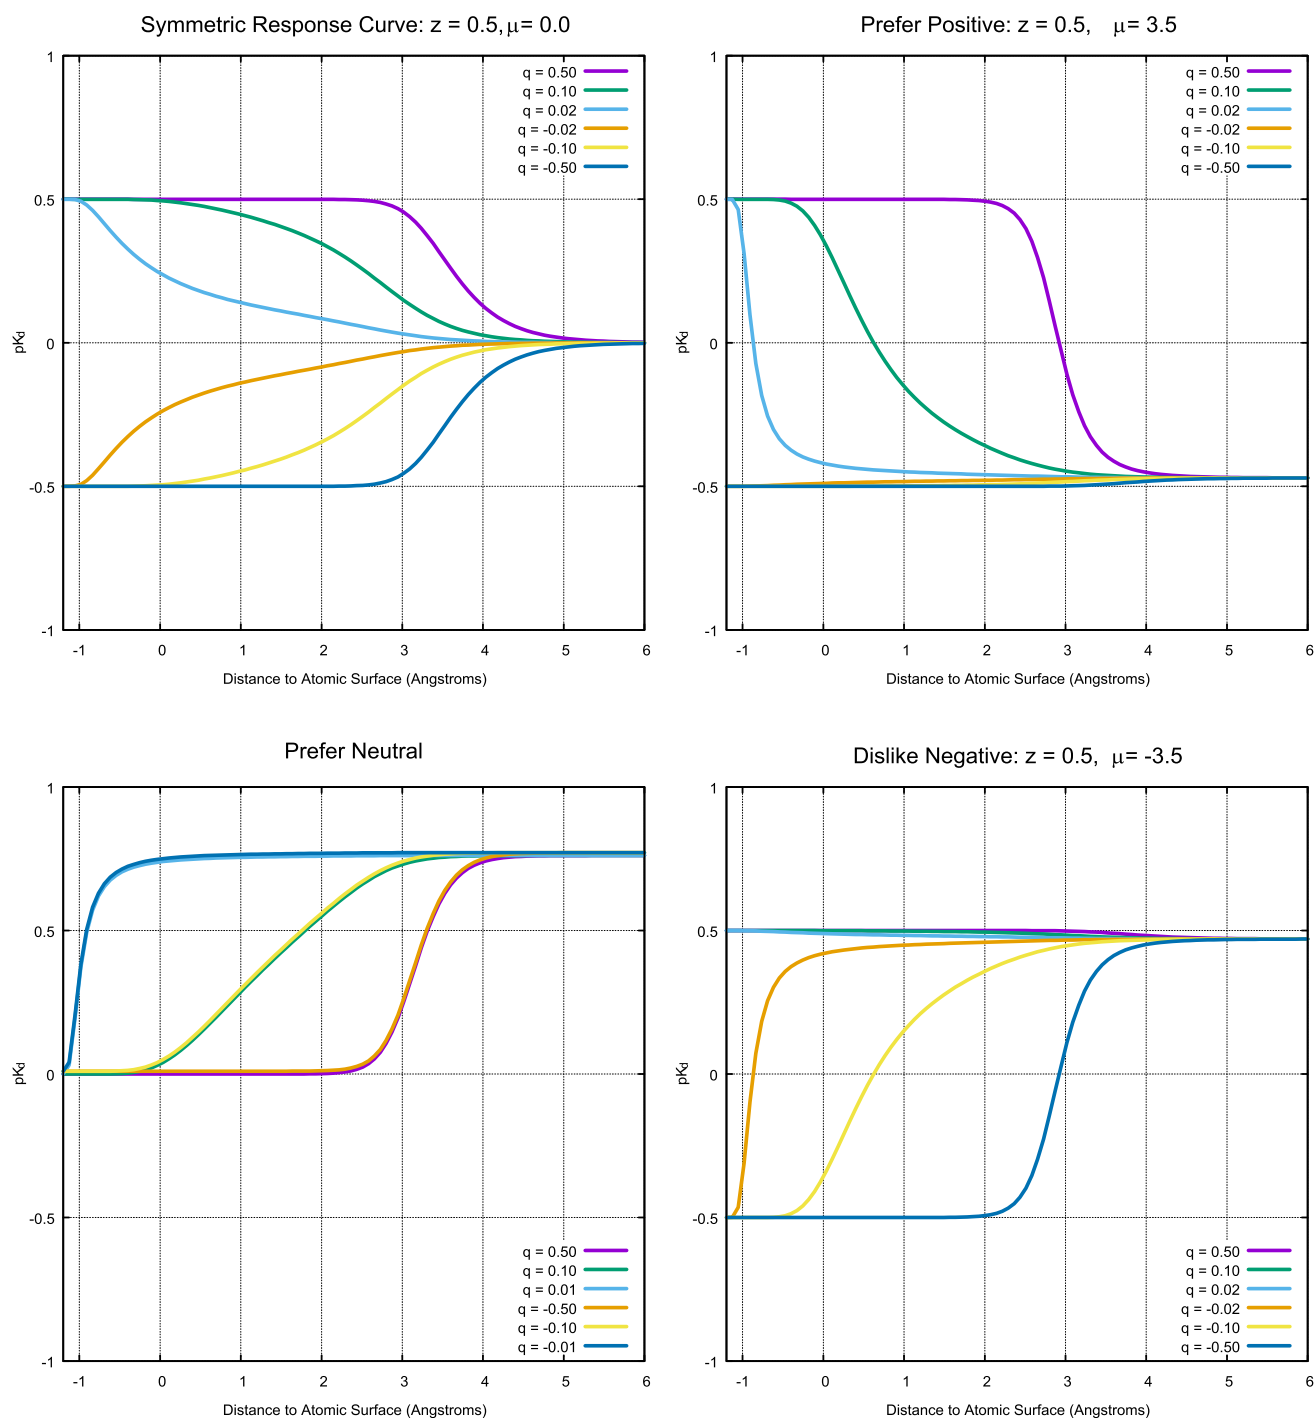 Symmetric Response Curve: z = 0.5, μ= 0.0
1
q = 0.50
q = 0.10
q = 0.02
q = -0.02
q = -0.10
q = -0.50
0.5
0
-0.5
-1
pKd
-1 0 1 2 3 4 5 6
Distance to Atomic Surface (Angstroms)
Prefer Positive: z = 0.5, μ= 3.5
1
q = 0.50
q = 0.10
q = 0.02
q = -0.02
q = -0.10
q = -0.50
0.5
0
-0.5
-1
pKd
-1 0 1 2 3 4 5 6
Distance to Atomic Surface (Angstroms)
Prefer Neutral
1
0.5
0
-0.5
-1
pKd
q = 0.50
q = 0.10
q = 0.01
q = -0.50
q = -0.10
q = -0.01
-1 0 1 2 3 4 5 6
Distance to Atomic Surface (Angstroms)
Dislike Negative: z = 0.5, μ= -3.5
1
0.5
0
-0.5
-1
pKd
q = 0.50
q = 0.10
q = 0.02
q = -0.02
q = -0.10
q = -0.50
-1 0 1 2 3 4 5 6
Distance to Atomic Surface (Angstroms)